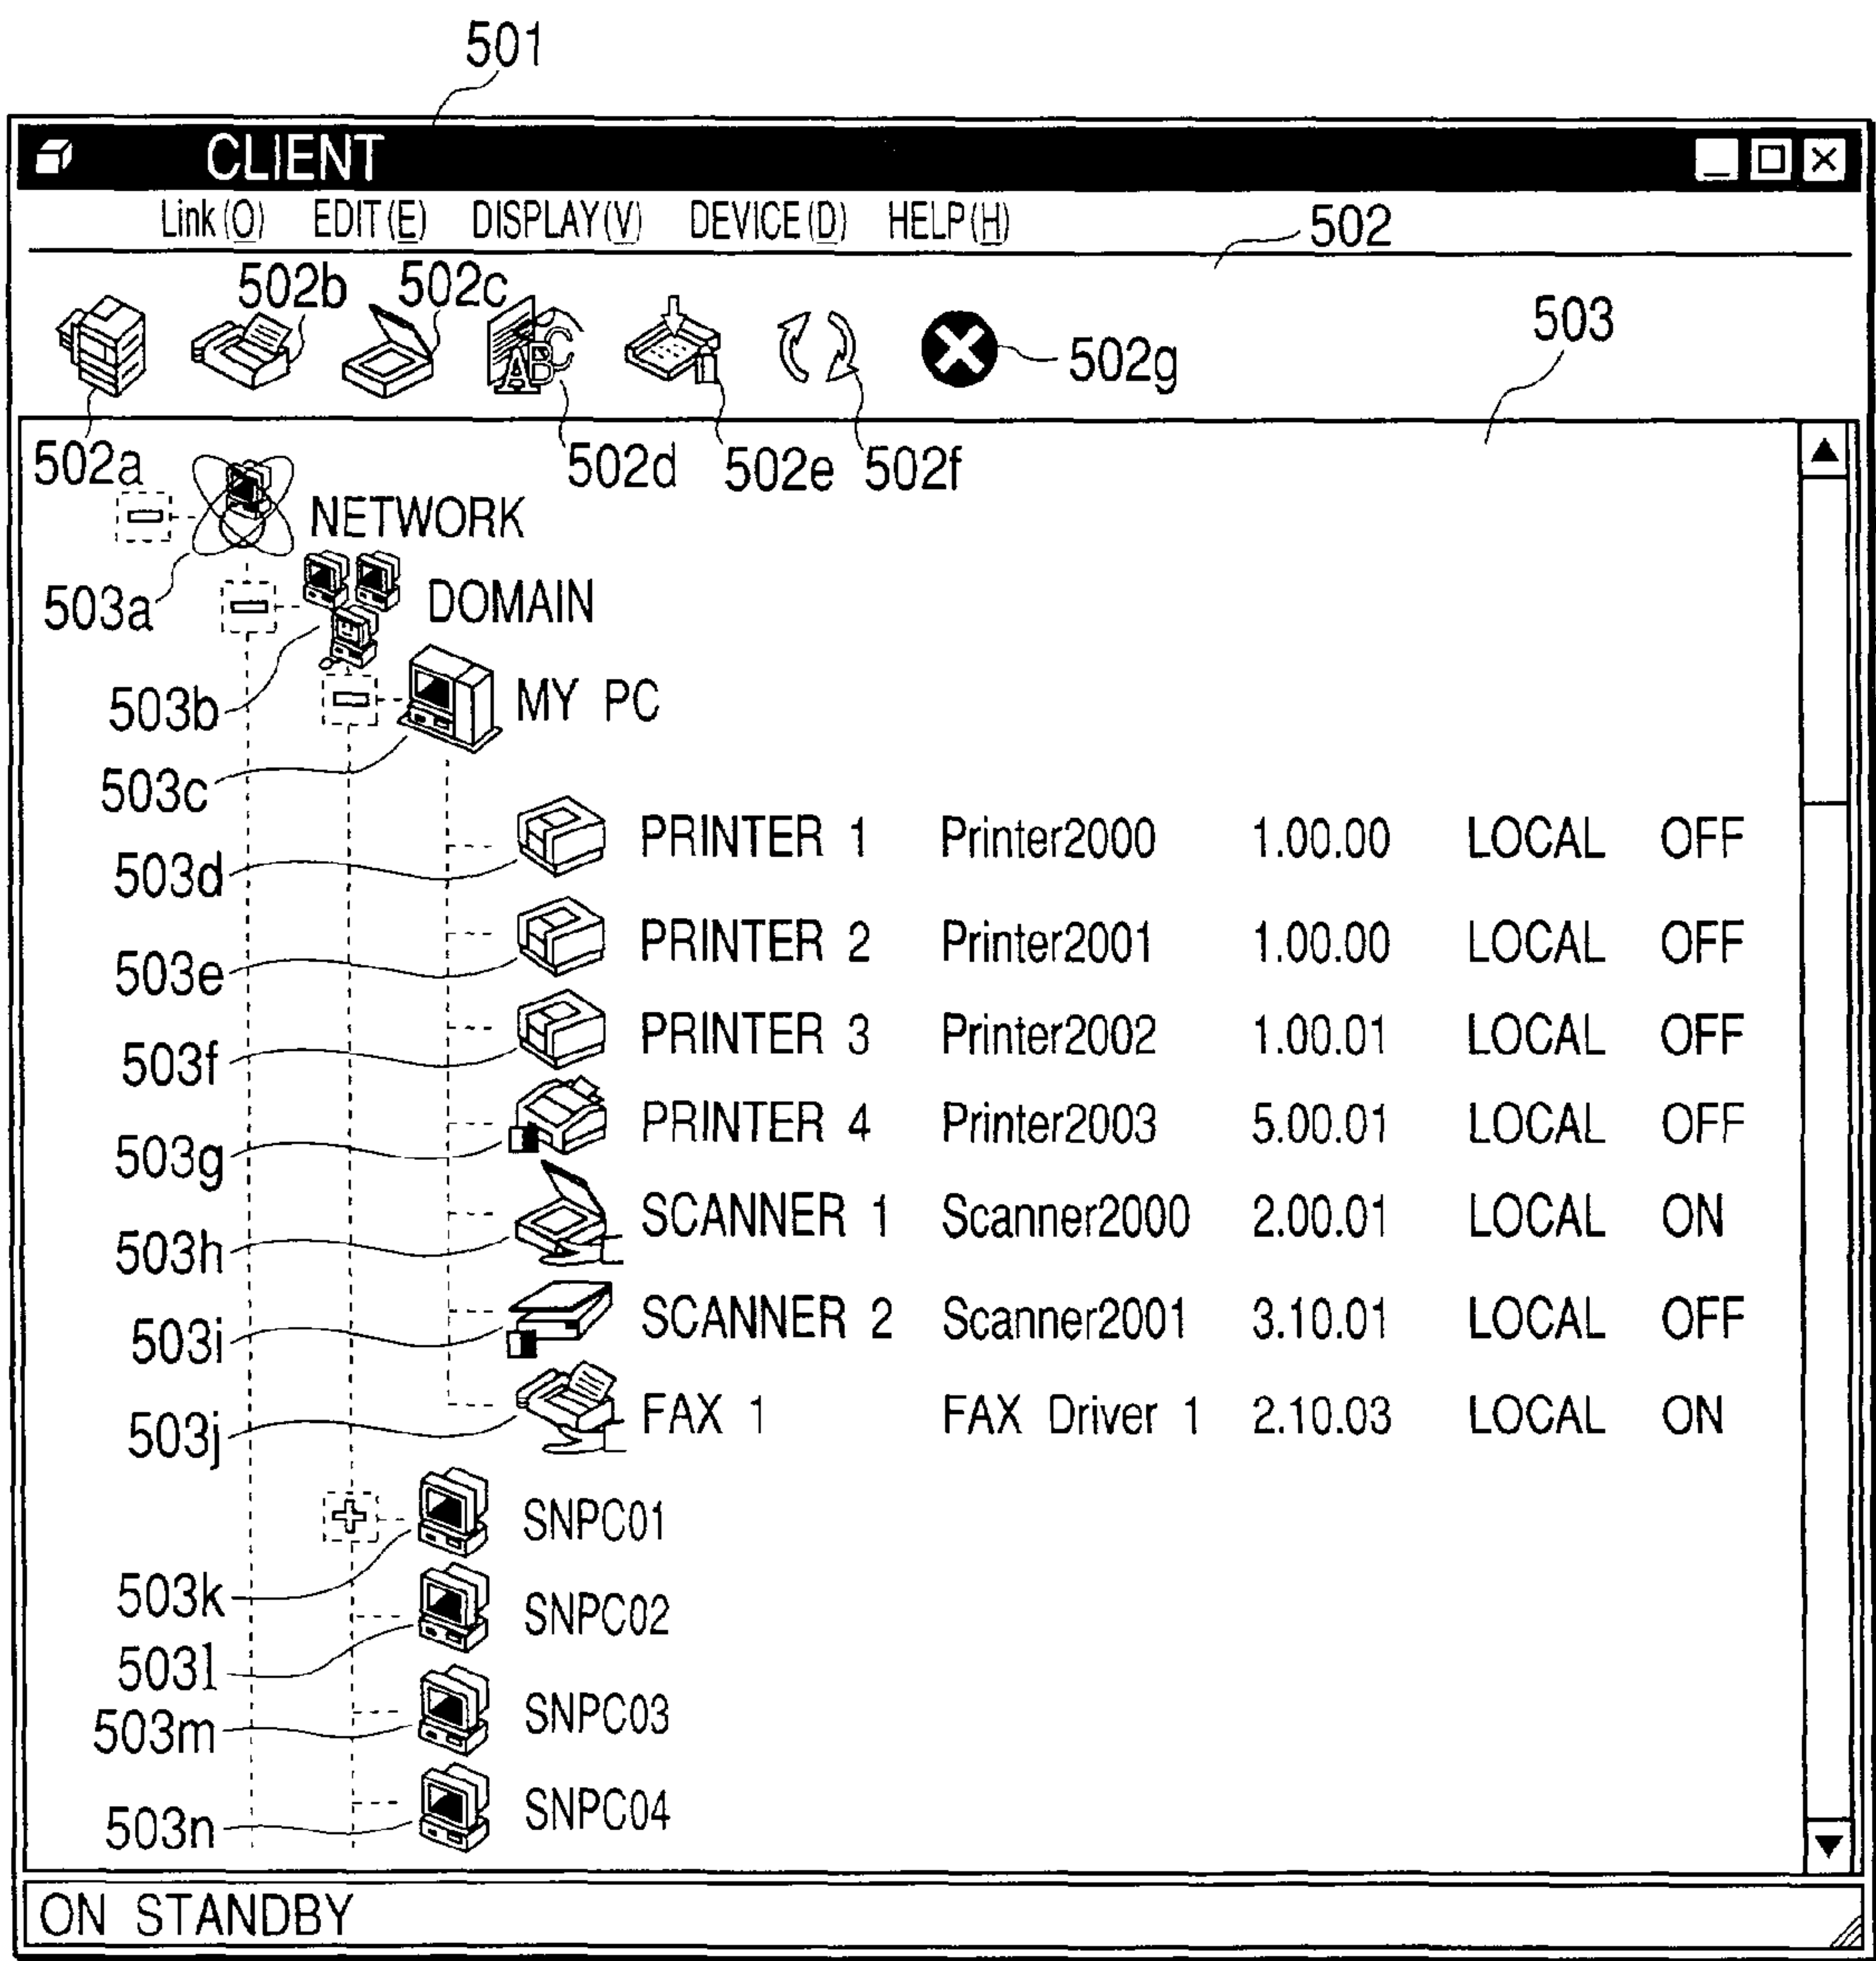 501
CLIENT
Link(O) EDIT(E) DISPLAY(V) DEVICE(D) HELP(H)
502
502b 502c
503
ABC
502g
502a 502d 502e 502f
NETWORK
503a
DOMAIN
503b
MY PC
503c
PRINTER 1 Printer2000 1.00.00 LOCAL OFF
503d
PRINTER 2 Printer2001 1.00.00 LOCAL OFF
503e
PRINTER 3 Printer2002 1.00.01 LOCAL OFF
503f
PRINTER 4 Printer2003 5.00.01 LOCAL OFF
503g
SCANNER 1 Scanner2000 2.00.01 LOCAL ON
503h
SCANNER 2 Scanner2001 3.10.01 LOCAL OFF
503i
FAX 1 FAX Driver 1 2.10.03 LOCAL ON
503j
SNPC01
503k
SNPC02
503l
SNPC03
503m
SNPC04
503n
ON STANDBY